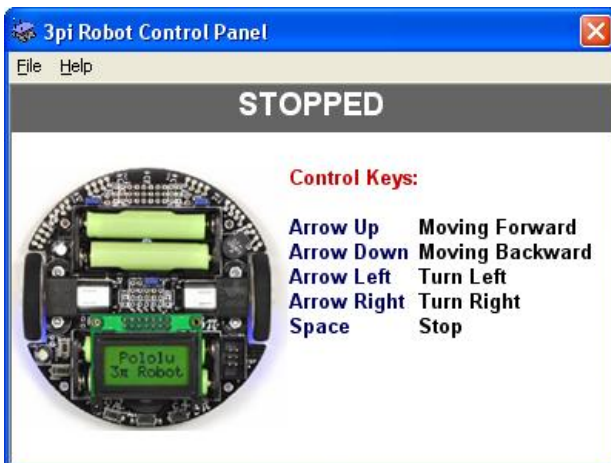 3pi Robot Control Panel
File Help
STOPPED
Control Keys:
Arrow Up Moving Forward
Arrow Down Moving Backward
Arrow Left Turn Left
Arrow Right Turn Right
Space Stop
Pololu
3π Robot